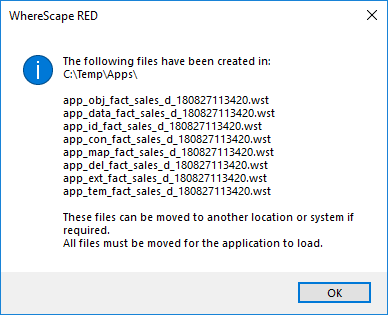 WhereScape RED
The following files have been created in:
C:\Temp\Apps\
app_obj_fact_sales_d_180827113420.wst
app_data_fact_sales_d_180827113420.wst
app_id_fact_sales_d_180827113420.wst
app_con_fact_sales_d_180827113420.wst
app_map_fact_sales_d_180827113420.wst
app_del_fact_sales_d_180827113420.wst
app_ext_fact_sales_d_180827113420.wst
app_tem_fact_sales_d_180827113420.wst
These files can be moved to another location or system if
required.
All files must be moved for the application to load.
OK